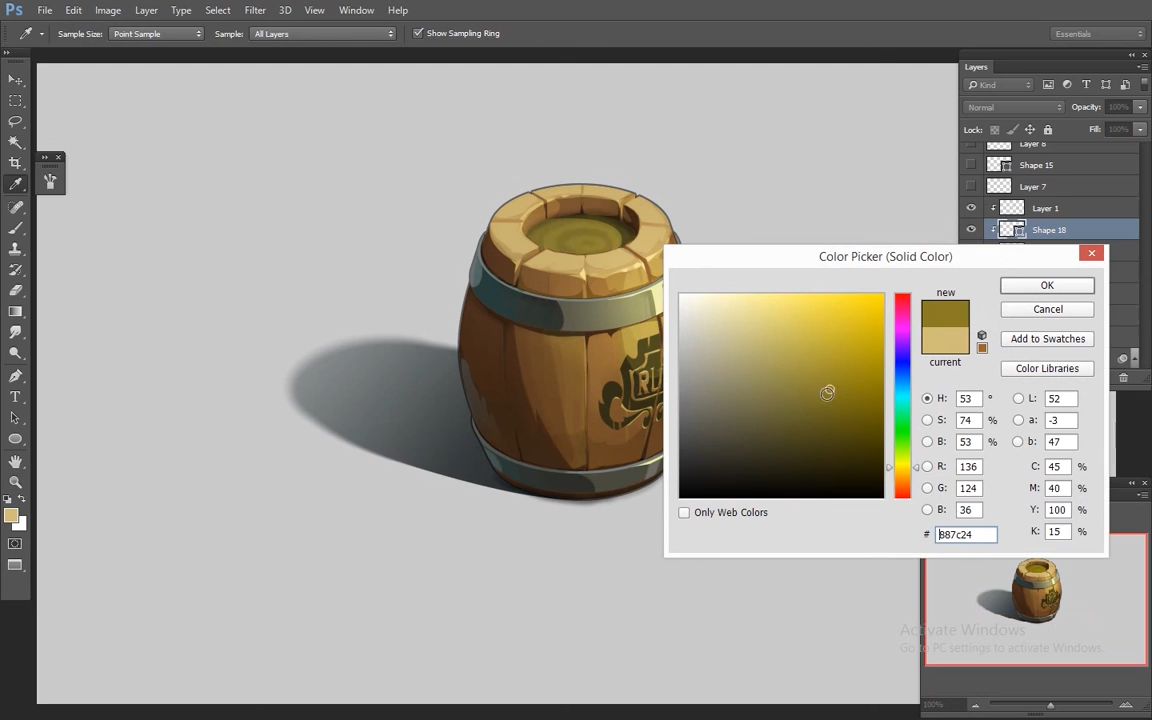 Ps File Edit Image Layer Type Select Filter 3D View Window Help
Sample Size: Point Sample Sample: All Layers Show Sampling Ring Essentials
Layers
Kind
Normal Opacity: 100%
Lock: Fill: 100%
Layer 6
Shape 15
Layer 7
Layer 1
Shape 18
Color Picker (Solid Color)
new
current
OK
Cancel
Add to Swatches
Color Libraries
H: 53 ° L: 52
S: 74 % a: -3
B: 53 % b: 47
R: 136 C: 45 %
G: 124 M: 40 %
B: 36 Y: 100 %
# 887c24 K: 15 %
Only Web Colors
Activate Windows
Go to PC settings to activate Windows.
100%